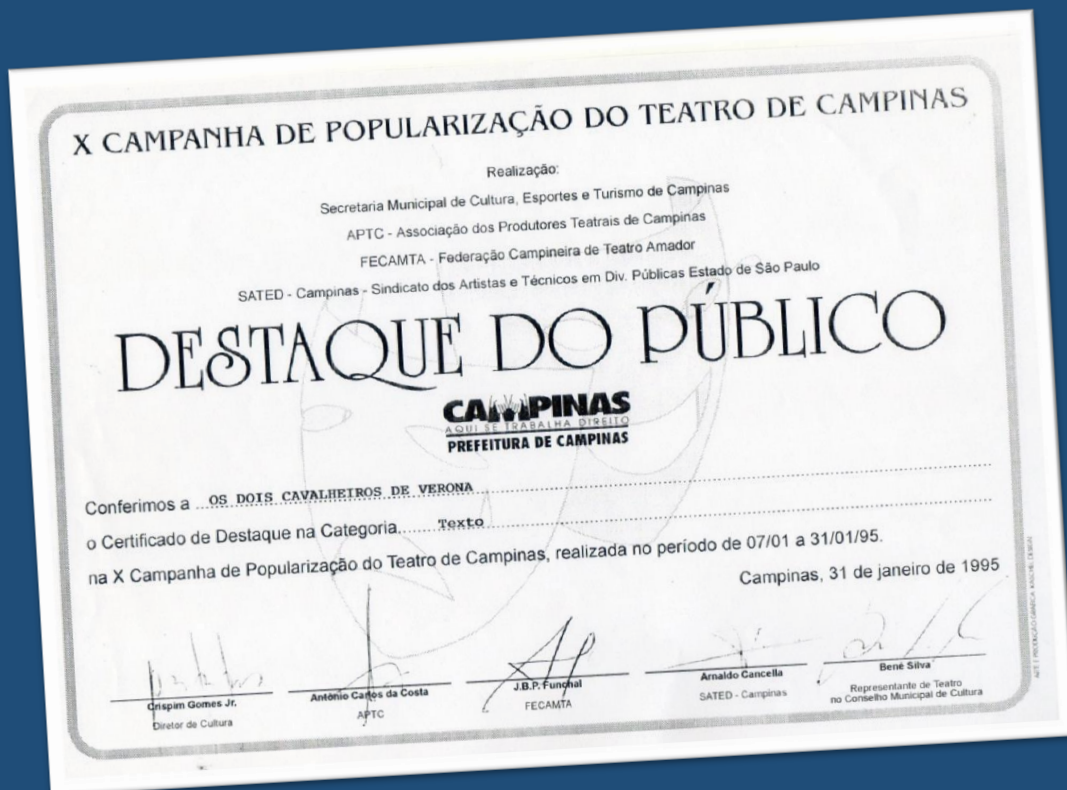 X CAMPANHA DE POPULARIZAÇÃO DO TEATRO DE CAMPINAS
Realização:
Secretaria Municipal de Cultura, Esportes e Turismo de Campinas
APTC - Associação dos Produtores Teatrais de Campinas
FECAMTA - Federação Campineira de Teatro Amador
SATED - Campinas - Sindicato dos Artistas e Técnicos em Div. Públicas Estado de São Paulo
DESTAQUE DO PÚBLICO
CAMPINAS
AQUI SE TRABALHA DIREITO
PREFEITURA DE CAMPINAS
Conferimos a OS DOIS CAVALHEIROS DE VERONA
o Certificado de Destaque na Categoria Texto
na X Campanha de Popularização do Teatro de Campinas, realizada no período de 07/01 a 31/01/95.
Campinas, 31 de janeiro de 1995
Crispim Gomes Jr.
Diretor de Cultura
Antônio Carlos da Costa
APTC
J.B.P. Funchal
FECAMTA
Arnaldo Cancella
SATED - Campinas
Bené Silva
Representante de Teatro
no Conselho Municipal de Cultura